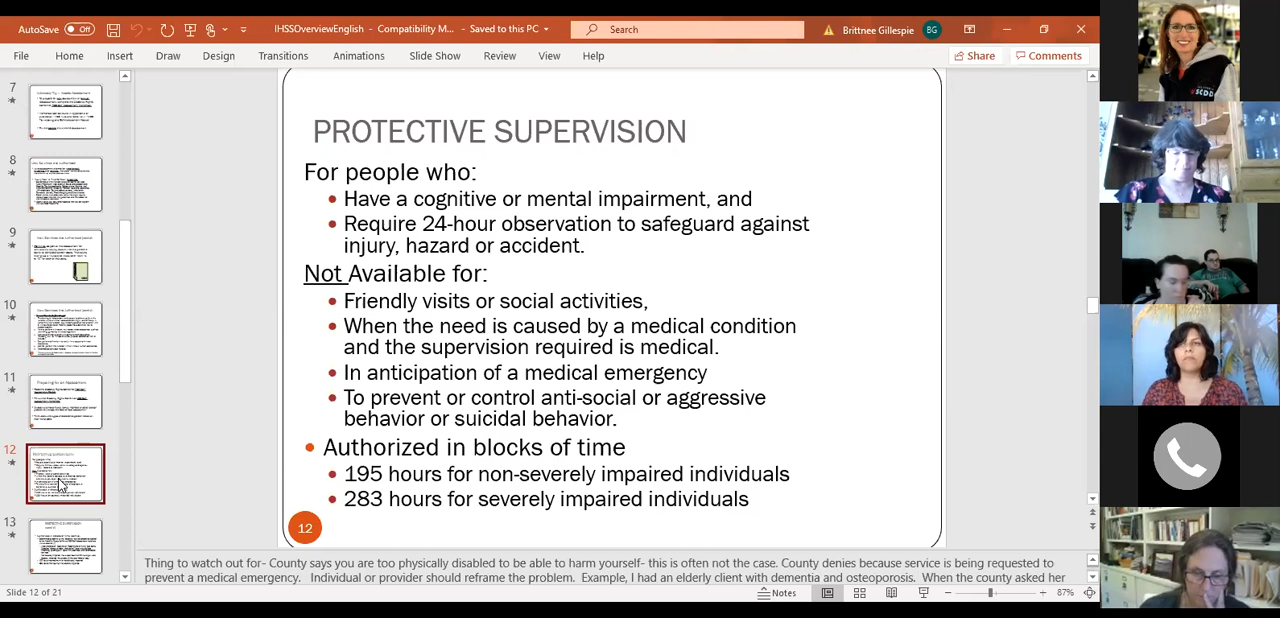 AutoSave Off IHSSOverviewEnglish - Compatibility M... - Saved to this PC Search Brittnee Gillespie BG
File Home Insert Draw Design Transitions Animations Slide Show Review View Help Share Comments
SCDD
PROTECTIVE SUPERVISION
For people who:
• Have a cognitive or mental impairment, and
• Require 24-hour observation to safeguard against
injury, hazard or accident.
Not Available for:
• Friendly visits or social activities,
• When the need is caused by a medical condition
and the supervision required is medical.
• In anticipation of a medical emergency
• To prevent or control anti-social or aggressive
behavior or suicidal behavior.
• Authorized in blocks of time
• 195 hours for non-severely impaired individuals
• 283 hours for severely impaired individuals
12
7
8
9
10
11
Preparing for an Assessment
12
13
PROTECTIVE SUPERVISION
Thing to watch out for- County says you are too physically disabled to be able to harm yourself- this is often not the case. County denies because service is being requested to
prevent a medical emergency. Individual or provider should reframe the problem. Example, I had an elderly client with dementia and osteoporosis. When the county asked her
Slide 12 of 21 Notes 87%